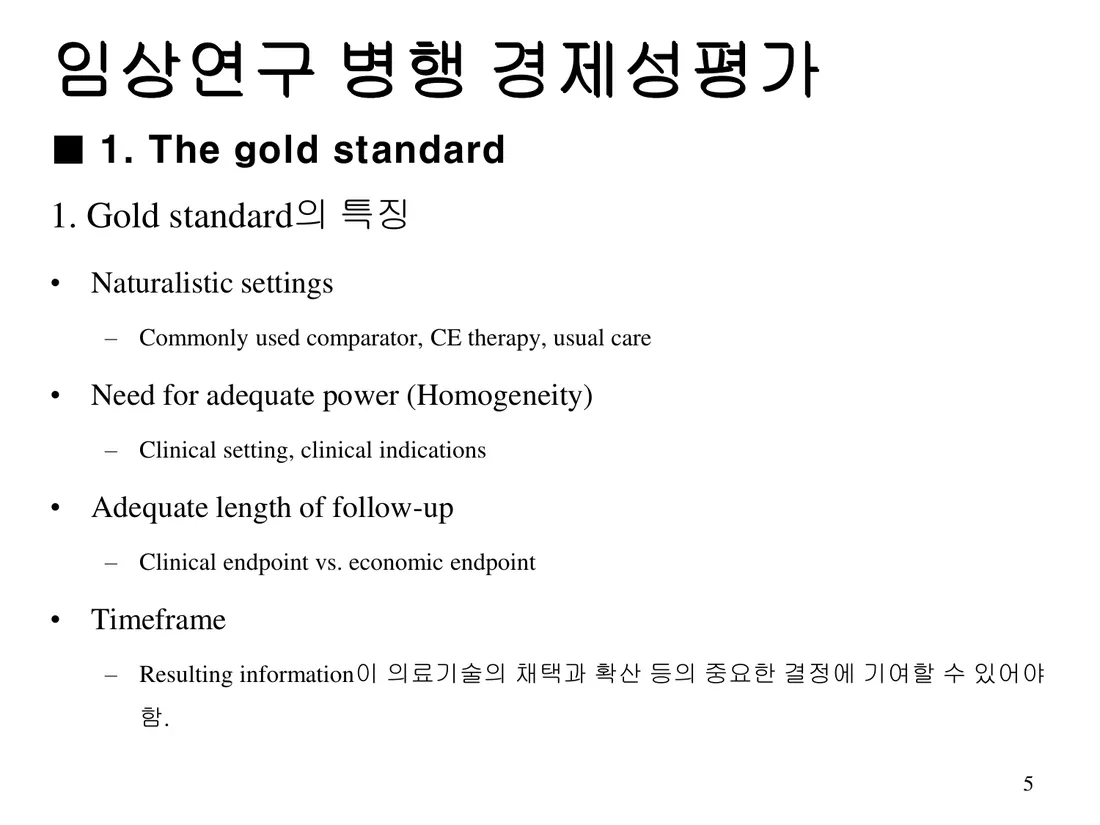 임상연구 병행 경제성평가
■ 1. The gold standard
1. Gold standard의 특징
• Naturalistic settings
– Commonly used comparator, CE therapy, usual care
• Need for adequate power (Homogeneity)
– Clinical setting, clinical indications
• Adequate length of follow-up
– Clinical endpoint vs. economic endpoint
• Timeframe
– Resulting information이 의료기술의 채택과 확산 등의 중요한 결정에 기여할 수 있어야
함.
5